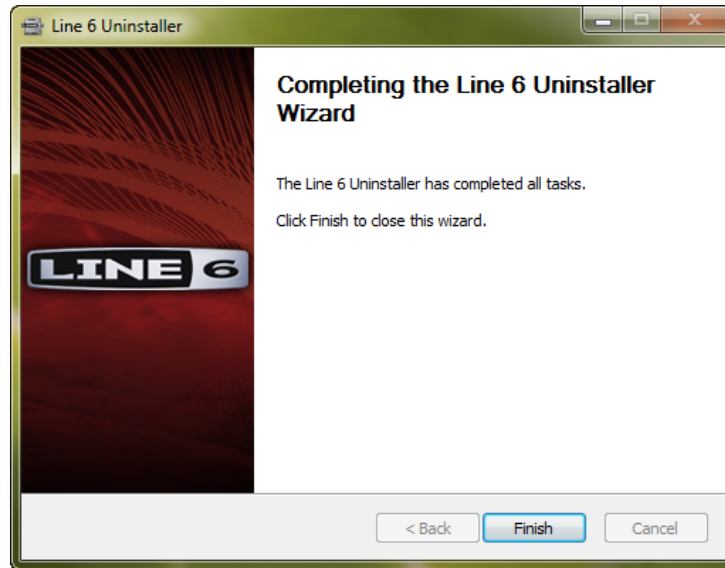 Line 6 Uninstaller
Completing the Line 6 Uninstaller
Wizard
The Line 6 Uninstaller has completed all tasks.
Click Finish to close this wizard.
LINE 6
< Back
Finish
Cancel